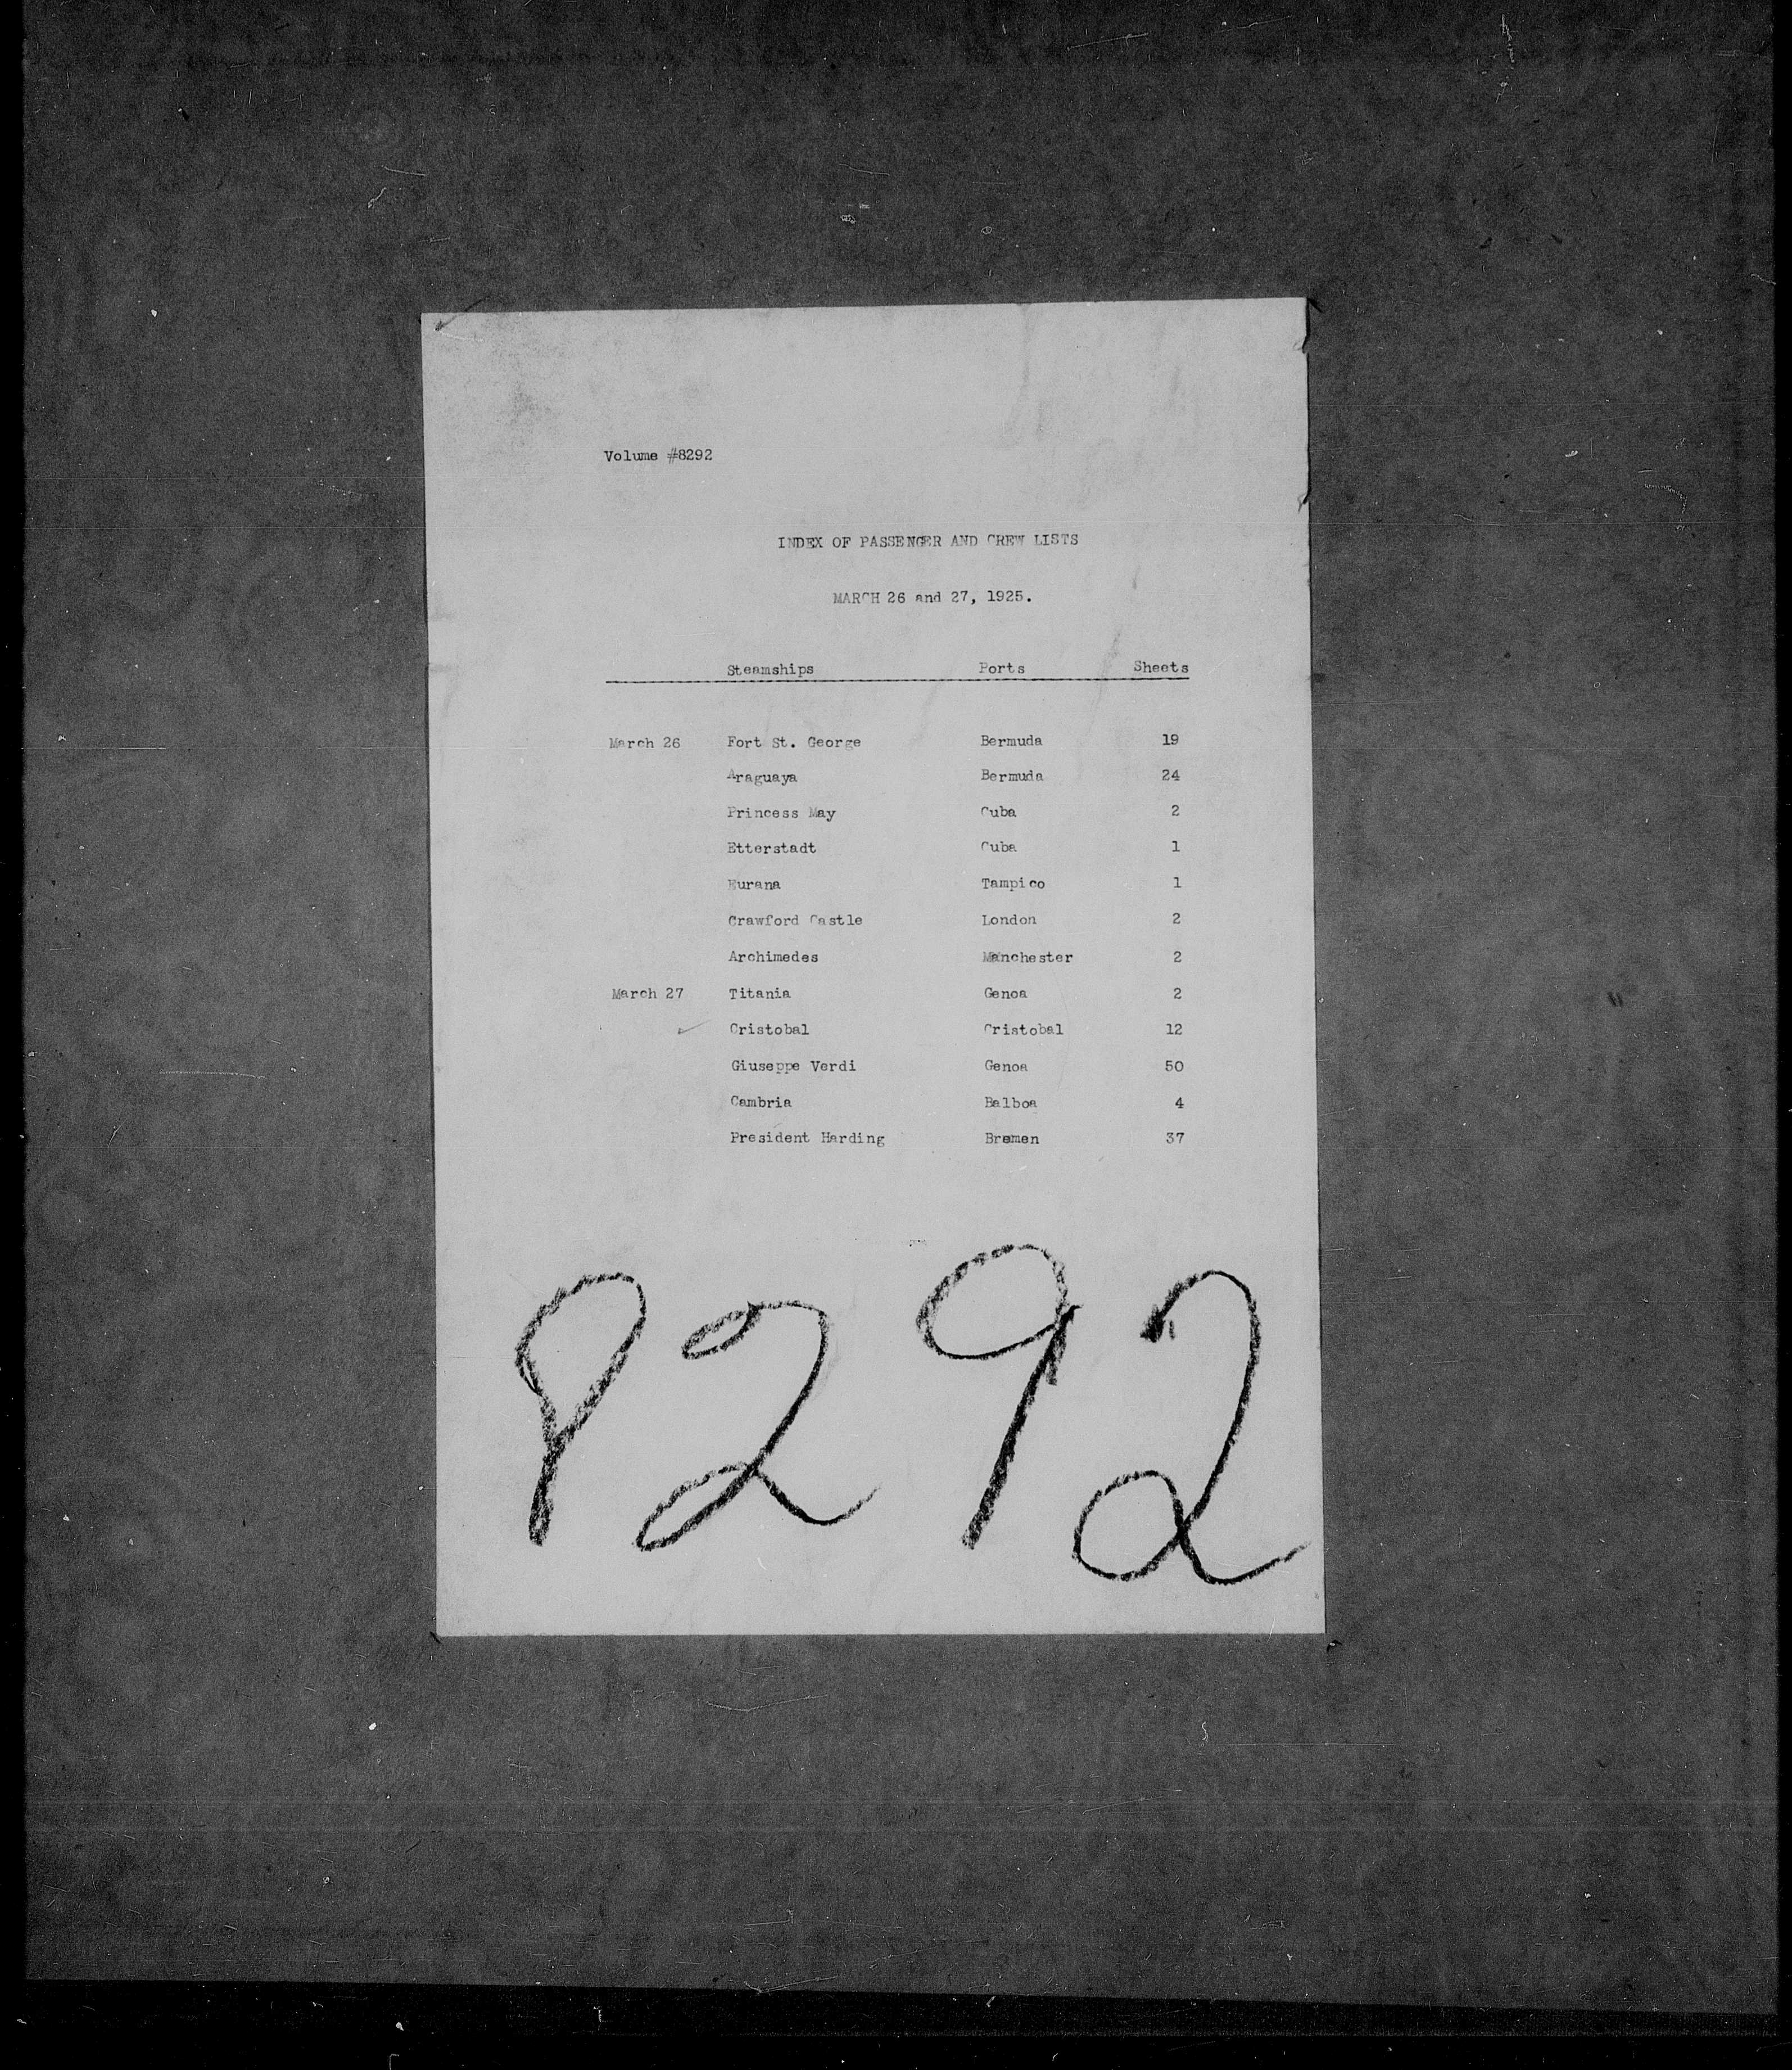 Volume #8292
INDEX OF PASSENGER AND CREW LISTS
MARCH 26 and 27, 1925.
Steamships Ports Sheets
March 26 Fort St. George Bermuda 19
Araguaya Bermuda 24
Princess May Cuba 2
Etterstadt Cuba 1
Eurana Tampico 1
Crawford Castle London 2
Archimedes Manchester 2
March 27 Titania Genoa 2
✓ Cristobal Cristobal 12
Giuseppe Verdi Genoa 50
Cambria Balboa 4
President Harding Bremen 37
8292